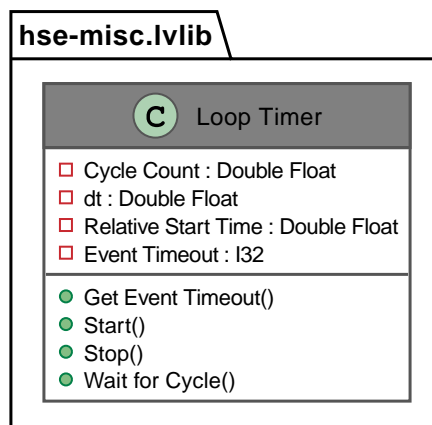 hse-misc.lvlib
C Loop Timer
Cycle Count : Double Float
dt : Double Float
Relative Start Time : Double Float
Event Timeout : I32
Get Event Timeout()
Start()
Stop()
Wait for Cycle()